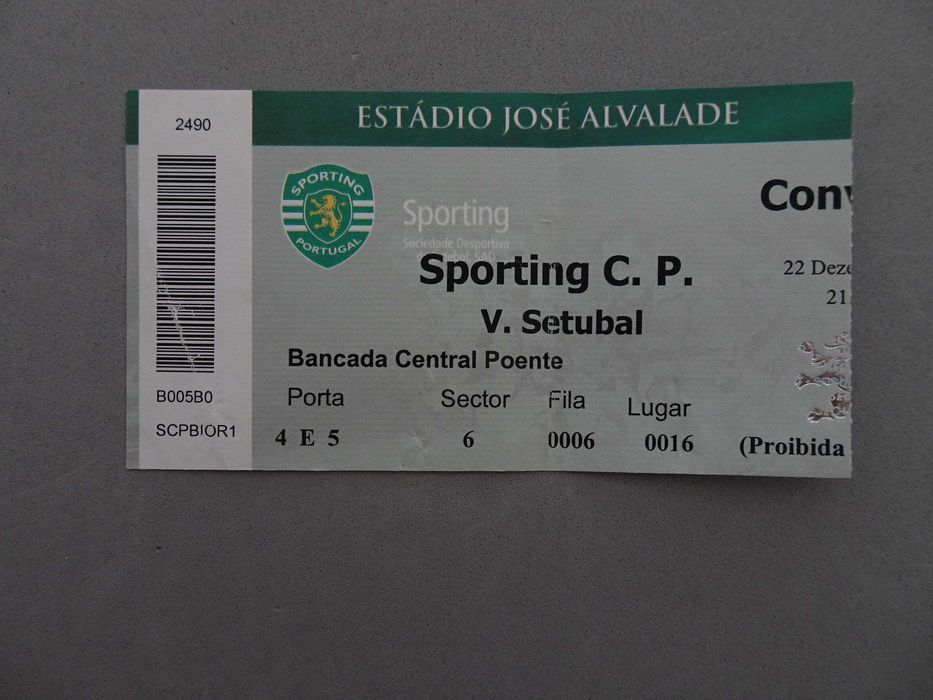 2490
B005B0
SCPBIOR1
ESTÁDIO JOSÉ ALVALADE
SPORTING
PORTUGAL
Sporting
Sociedade Desportiva
SAD
Sporting C. P.
V. Setubal
Bancada Central Poente
Porta Sector Fila Lugar
4 E 5 6 0006 0016
Conv
22 Deze
21
(Proibida